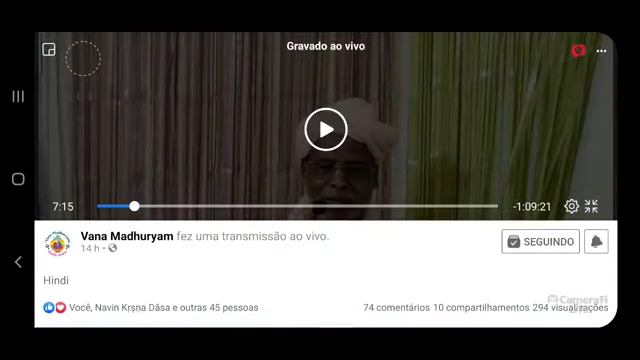 Gravado ao vivo
7:15
-1:09:21
Vana Madhuryam fez uma transmissão ao vivo.
14 h
SEGUINDO
Hindi
Você, Navin Kṛṣṇa Dāsa e outras 45 pessoas
74 comentários 10 compartilhamentos 294 visualizações
CameraFi